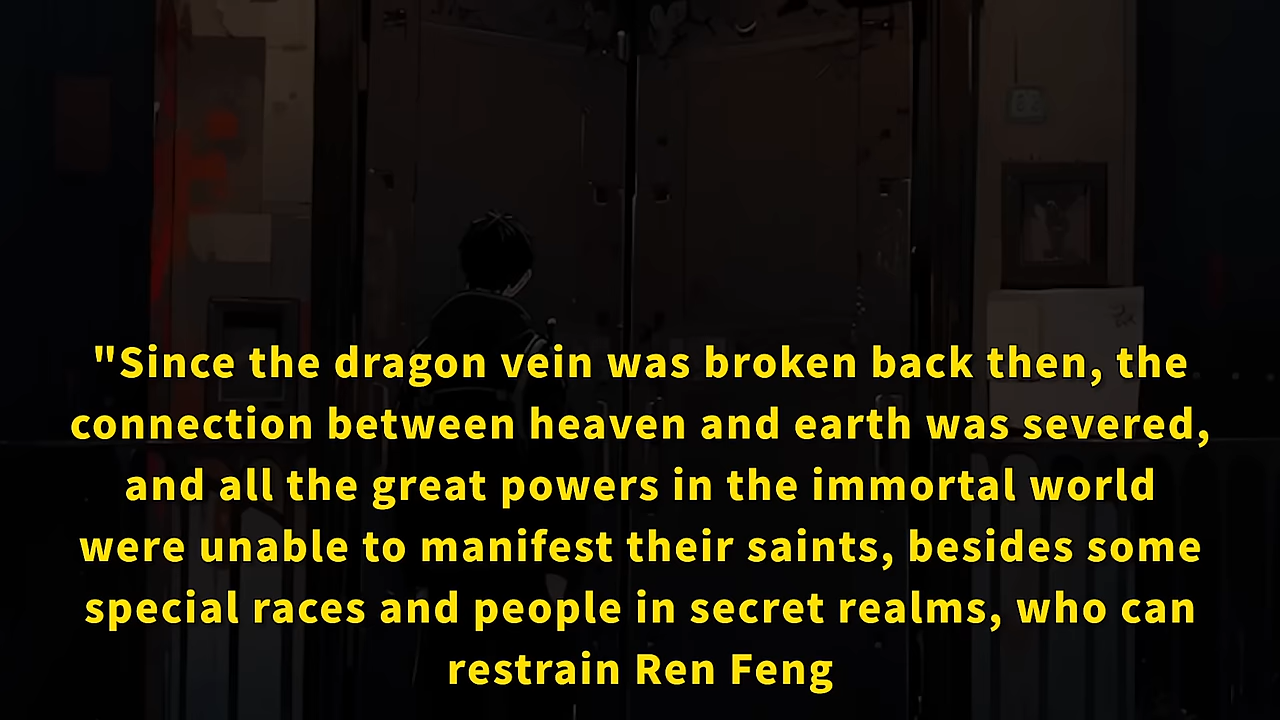 "Since the dragon vein was broken back then, the
connection between heaven and earth was severed,
and all the great powers in the immortal world
were unable to manifest their saints, besides some
special races and people in secret realms, who can
restrain Ren Feng